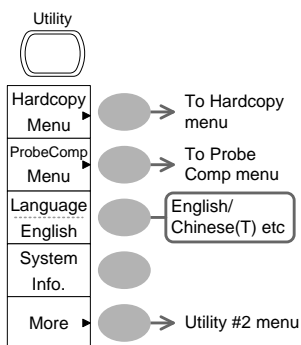 Utility
Hardcopy
Menu
To Hardcopy
menu
ProbeComp
Menu
To Probe
Comp menu
Language
English
English/
Chinese(T) etc
System
Info.
More
Utility #2 menu